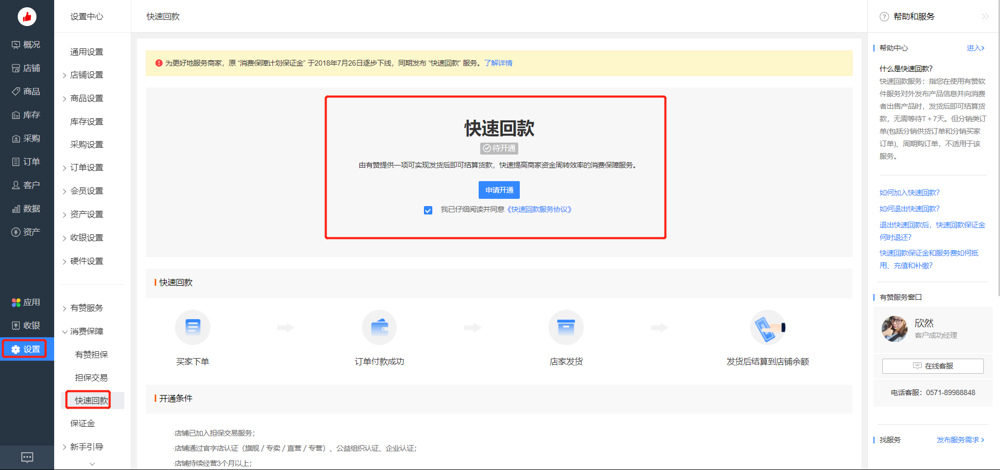 概况
店铺
商品
库存
采购
订单
客户
数据
资产
应用
收银
设置
设置中心
通用设置
店铺设置
商品设置
库存设置
采购设置
订单设置
会员设置
资产设置
收银设置
硬件设置
有赞服务
消费保障
有赞担保
担保交易
快速回款
保证金
新手引导
快速回款
为更好地服务商家，原 “消费保障计划保证金” 于2018年7月26日逐步下线，同期发布 “快速回款” 服务。了解详情
快速回款
待开通
由有赞提供一项可实现发货后即可结算货款，快速提高商家资金周转效率的消费保障服务。
申请开通
我已仔细阅读并同意《快速回款服务协议》
快速回款
买家下单
订单付款成功
店家发货
发货后结算到店铺余额
开通条件
·店铺已加入担保交易服务；
·店铺通过官字店认证（旗舰 / 专卖 / 直营 / 专营）、公益组织认证、企业认证；
·店铺持续经营3个月以上；
帮助和服务
帮助中心 进入
什么是快速回款？
快速回款服务：指您在使用有赞软
件服务对外发布产品信息并向消费
者出售产品时，发货后即可结算货
款，无需等待T + 7天。但分销类订
单(包括分销供货订单和分销买家
订单)、周期购订单，不适用于该
服务。
如何加入快速回款？
如何退出快速回款？
退出快速回款后，快速回款保证金
何时退还？
快速回款保证金和服务费如何抵
用、充值和补缴？
有赞服务窗口
欣然
客户成功经理
在线客服
电话客服：0571-89988848
找服务 发布服务需求